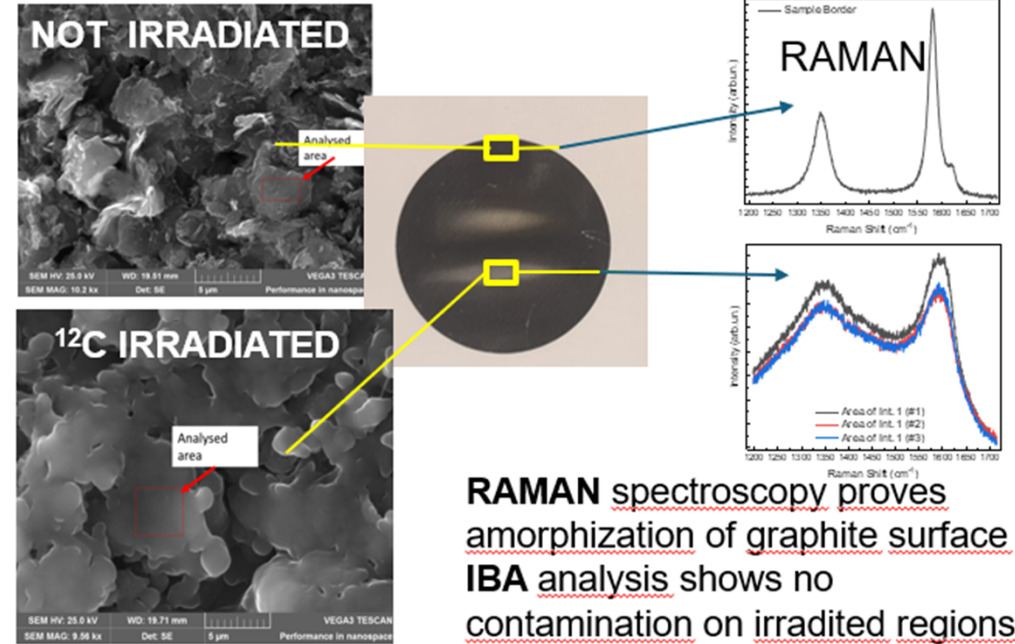 NOT IRRADIATED
Analysed
area
SEM HV: 25.0 kV WD: 19.51 mm VEGA3 TESCA
SEM MAG: 10.2 kx Det: SE 5 µm Performance in nanospac
12C IRRADIATED
Analysed
area
SEM HV: 25.0 kV WD: 19.71 mm VEGA3 TESCAN
SEM MAG: 9.56 kx Det: SE 5 µm Performance in nanospace
Sample Border
RAMAN
Intensity (arb.un.)
1200 1250 1300 1350 1400 1450 1500 1550 1600 1650 1700
Raman Shift (cm-1)
Intensity (arb.un.)
Area of Int. 1 (#1)
Area of Int. 1 (#2)
Area of Int. 1 (#3)
1200 1250 1300 1350 1400 1450 1500 1550 1600 1650 1700
Raman Shift (cm-1)
RAMAN spectroscopy proves
amorphization of graphite surface
IBA analysis shows no
contamination on irradited regions